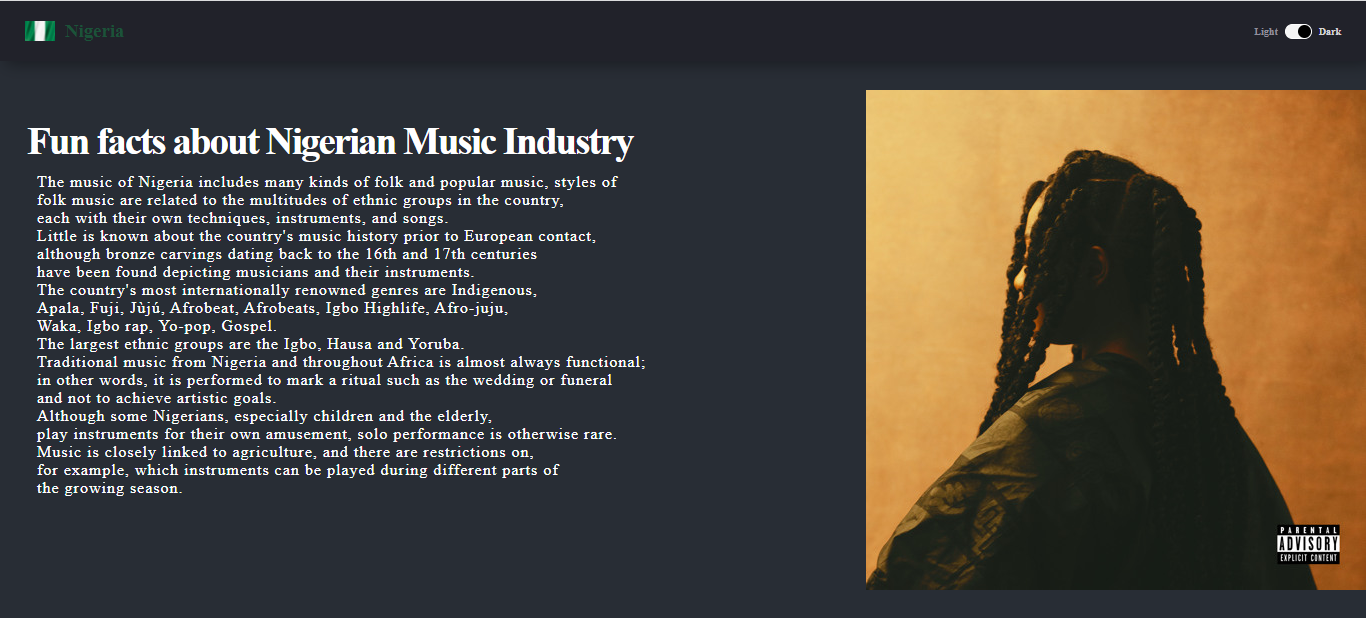 Nigeria
Light Dark
Fun facts about Nigerian Music Industry
The music of Nigeria includes many kinds of folk and popular music, styles of
folk music are related to the multitudes of ethnic groups in the country,
each with their own techniques, instruments, and songs.
Little is known about the country's music history prior to European contact,
although bronze carvings dating back to the 16th and 17th centuries
have been found depicting musicians and their instruments.
The country's most internationally renowned genres are Indigenous,
Apala, Fuji, Jùjú, Afrobeat, Afrobeats, Igbo Highlife, Afro-juju,
Waka, Igbo rap, Yo-pop, Gospel.
The largest ethnic groups are the Igbo, Hausa and Yoruba.
Traditional music from Nigeria and throughout Africa is almost always functional;
in other words, it is performed to mark a ritual such as the wedding or funeral
and not to achieve artistic goals.
Although some Nigerians, especially children and the elderly,
play instruments for their own amusement, solo performance is otherwise rare.
Music is closely linked to agriculture, and there are restrictions on,
for example, which instruments can be played during different parts of
the growing season.
PARENTAL
ADVISORY
EXPLICIT CONTENT